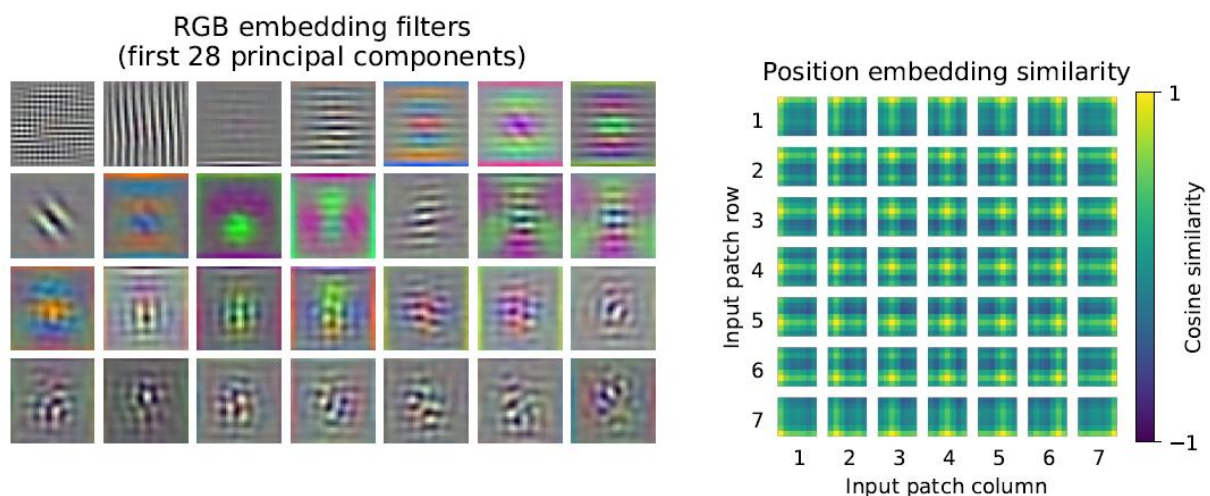 RGB embedding filters
(first 28 principal components)
Position embedding similarity
Input patch row
1
2
3
4
5
6
7
1 2 3 4 5 6 7
Input patch column
1
−1
Cosine similarity